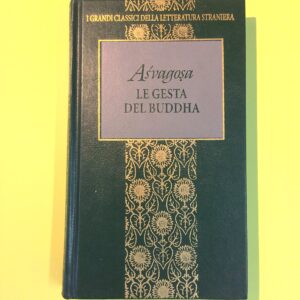 I GRANDI CLASSICI DELLA LETTERATURA STRANIERA
Aśvagoṣa
LE GESTA
DEL BUDDHA